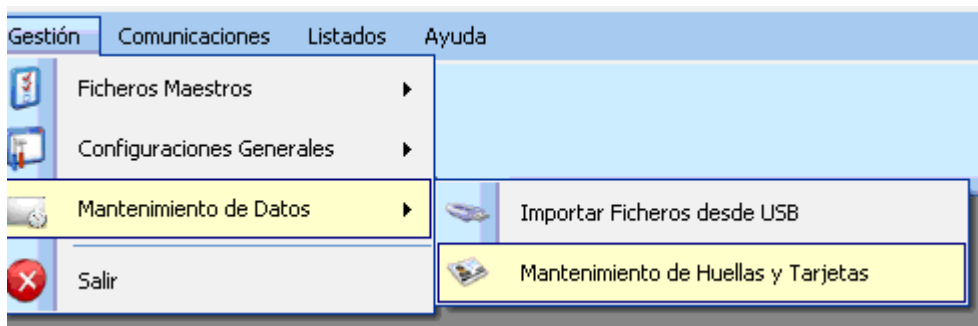 Gestión Comunicaciones Listados Ayuda
Ficheros Maestros
Configuraciones Generales
Mantenimiento de Datos
Importar Ficheros desde USB
Salir
Mantenimiento de Huellas y Tarjetas